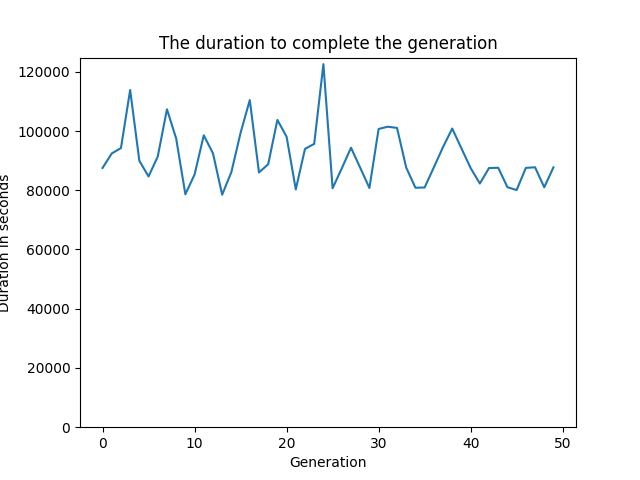 The duration to complete the generation
120000
100000
80000
60000
40000
20000
0
Duration in seconds
0 10 20 30 40 50
Generation